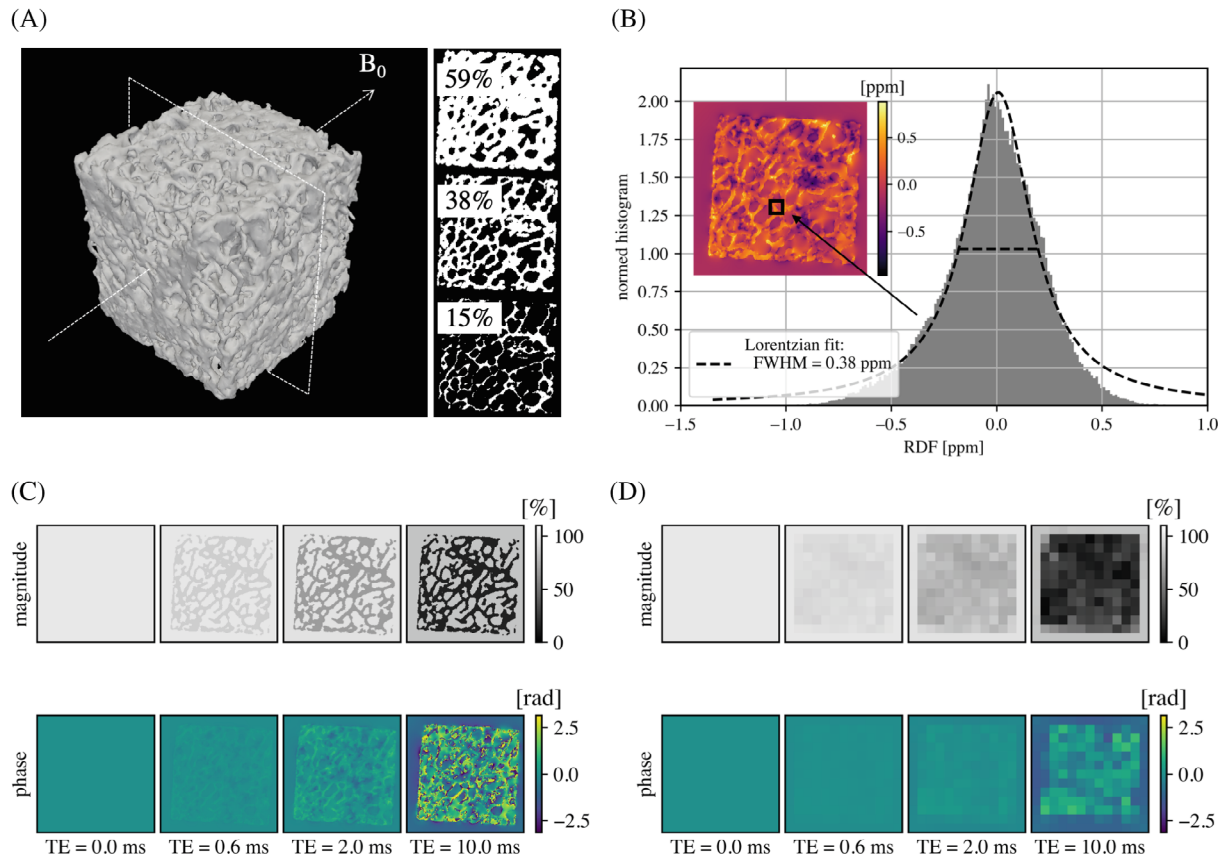 (A)
B0
59%
38%
15%
(B)
[ppm]
0.5
0.0
−0.5
normed histogram
2.00
1.75
1.50
1.25
1.00
0.75
0.50
0.25
0.00
Lorentzian fit:
FWHM = 0.38 ppm
−1.5
−1.0
−0.5
0.0
0.5
1.0
RDF [ppm]
(C)
[%]
magnitude
100
50
0
[rad]
phase
2.5
0.0
−2.5
TE = 0.0 ms
TE = 0.6 ms
TE = 2.0 ms
TE = 10.0 ms
(D)
[%]
magnitude
100
50
0
[rad]
phase
2.5
0.0
−2.5
TE = 0.0 ms
TE = 0.6 ms
TE = 2.0 ms
TE = 10.0 ms